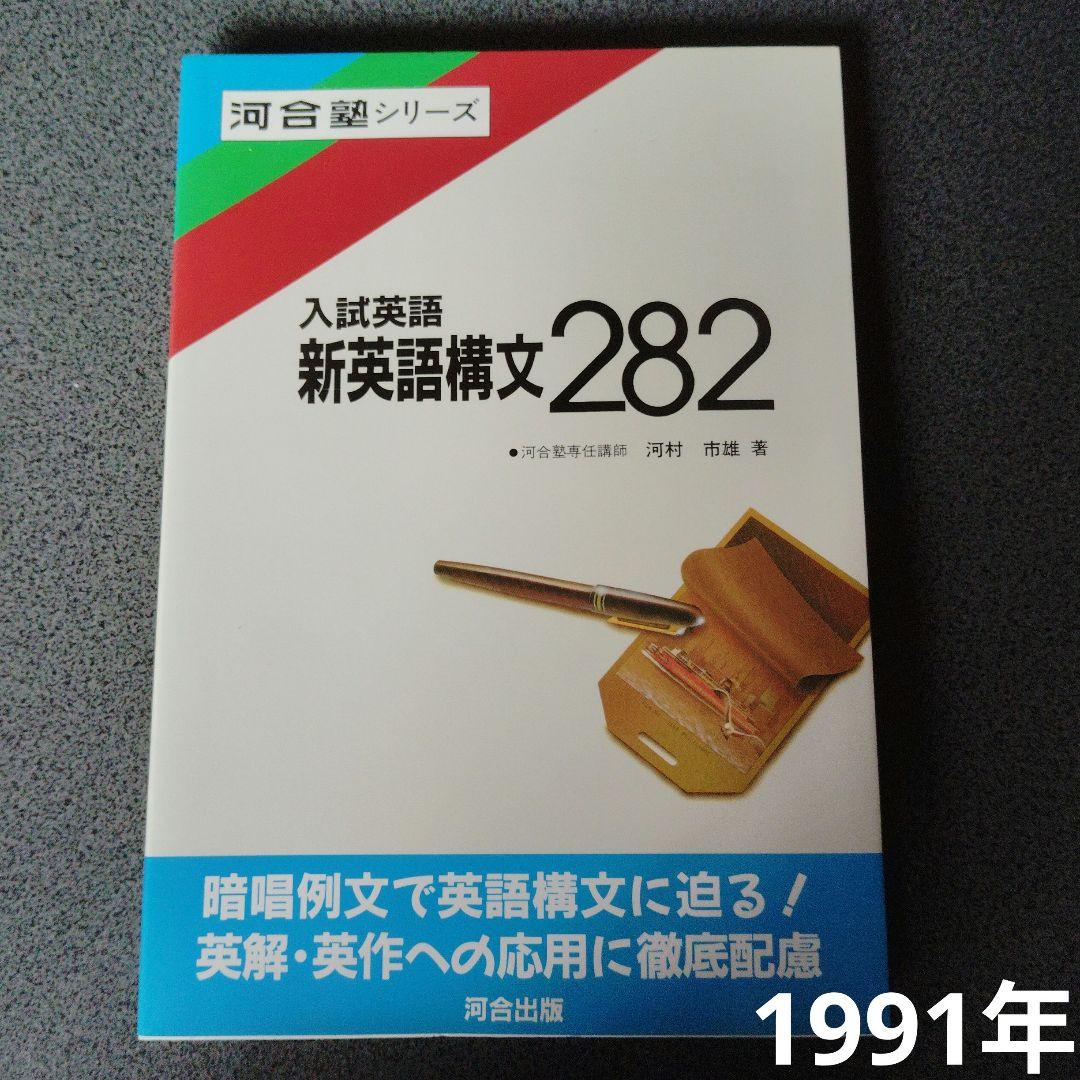 河合塾シリーズ
入試英語
新英語構文282
●河合塾専任講師 河村 市雄 著
暗唱例文で英語構文に迫る！
英解・英作への応用に徹底配慮
河合出版
1991年